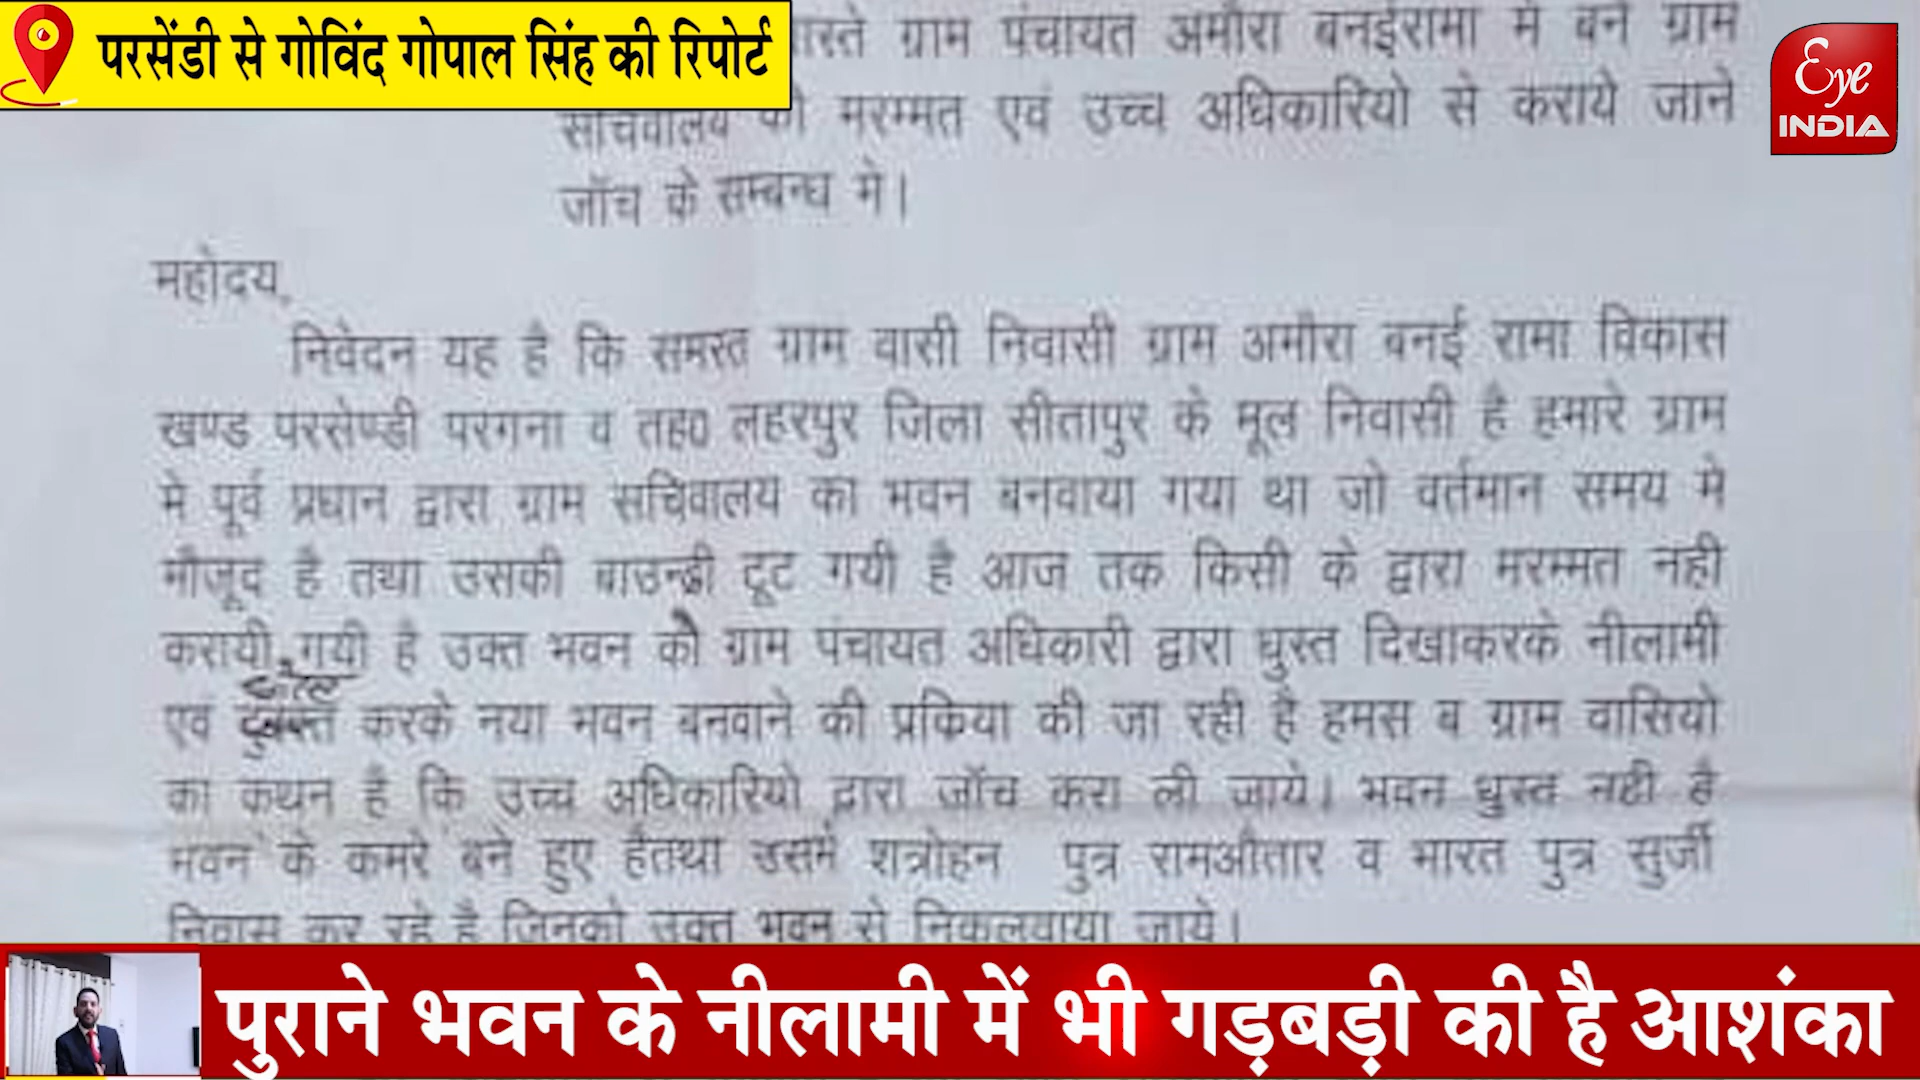 परसेंडी से गोविंद गोपाल सिंह की रिपोर्ट
Eye
INDIA
ग्राम पंचायत अमौरा बनईरामा मे बने ग्राम
सचिवालय की मरम्मत एवं उच्च अधिकारियो से कराये जाने
जॉच के सम्बन्ध मे।
महोदय,
निवेदन यह है कि समस्त ग्राम वासी निवासी ग्राम अमौरा बनई रामा विकास
खण्ड परसेण्डी परगना व तह0 लहरपुर जिला सीतापुर के मूल निवासी है हमारे ग्राम
मे पूर्व प्रधान द्वारा ग्राम सचिवालय का भवन बनवाया गया था जो वर्तमान समय मे
मौजूद है तथा उसकी बाउन्ड्री टूट गयी है आज तक किसी के द्वारा मरम्मत नही
करायी गयी है उक्त भवन को ग्राम पंचायत अधिकारी द्वारा धुस्त दिखाकरके नीलामी
एवं करके नया भवन बनवाने की प्रकिया की जा रही है हमस ब ग्राम वासियो
का कथन है कि उच्च अधिकारियो द्वारा जॉच करा ली जाये। भवन धुस्त नही है
भवन के कमरे बने हुए हैतथा उसमे शत्रोहन पुत्र रामऔतार व भारत पुत्र सुर्जी
निवास कर रहे है जिनको उक्त भवन से निकलवाया जाये।
पुराने भवन के नीलामी में भी गड़बड़ी की है आशंका